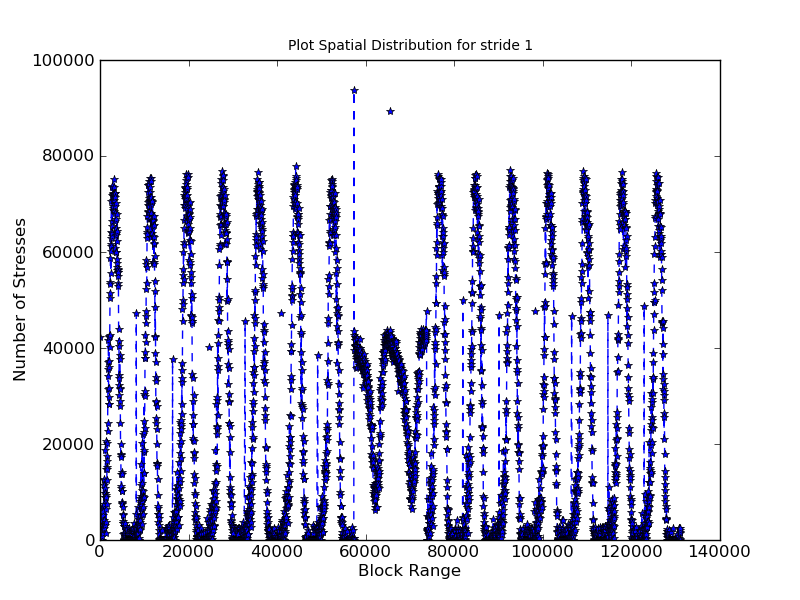 Plot Spatial Distribution for stride 1
100000
80000
60000
40000
20000
0
Number of Stresses
0 20000 40000 60000 80000 100000 120000 140000
Block Range